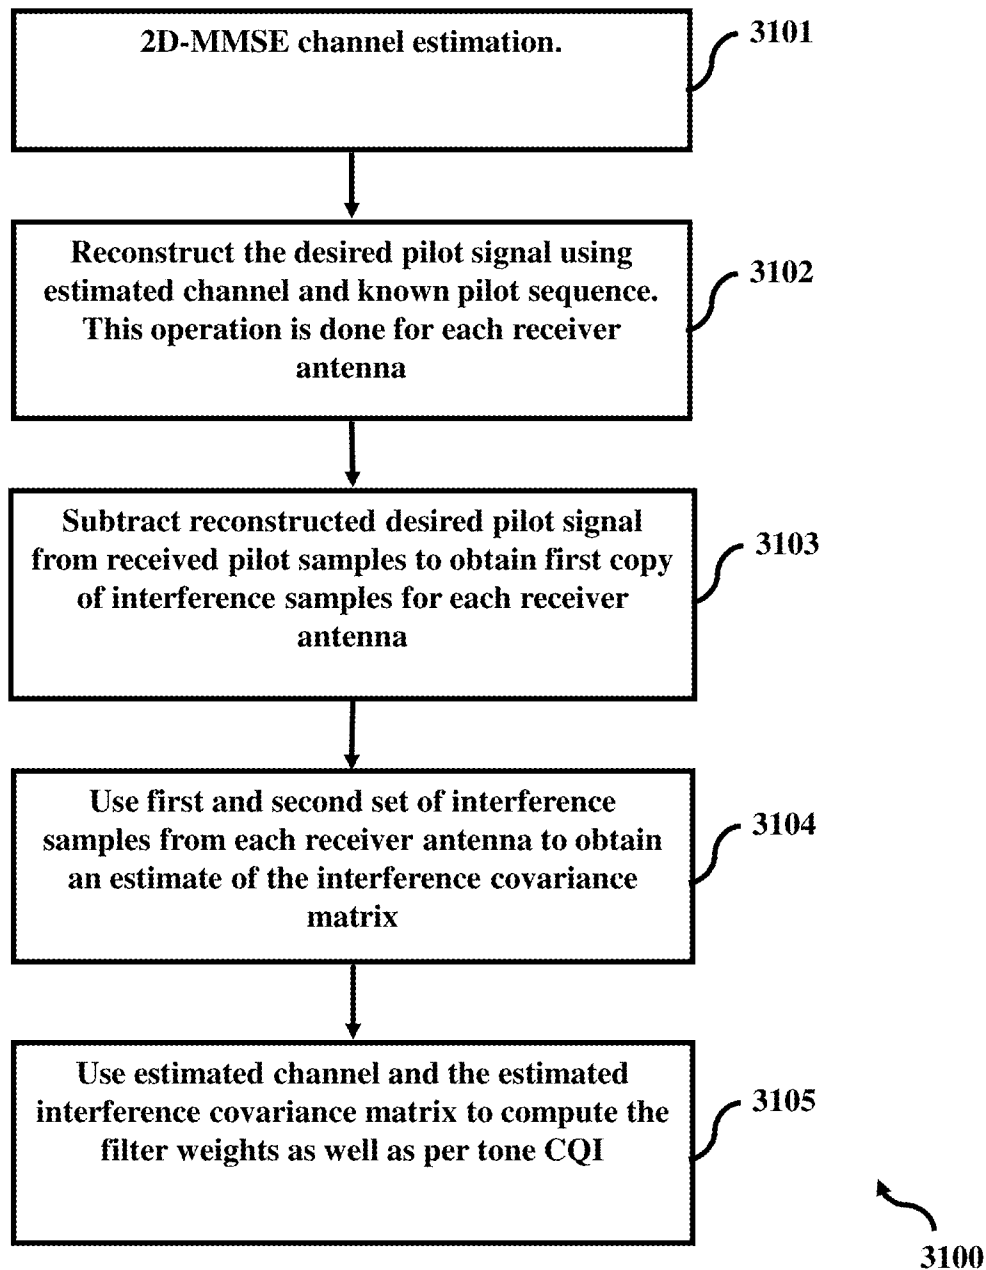 2D-MMSE channel estimation.
3101
Reconstruct the desired pilot signal using
estimated channel and known pilot sequence.
This operation is done for each receiver
antenna
3102
Subtract reconstructed desired pilot signal
from received pilot samples to obtain first copy
of interference samples for each receiver
antenna
3103
Use first and second set of interference
samples from each receiver antenna to obtain
an estimate of the interference covariance
matrix
3104
Use estimated channel and the estimated
interference covariance matrix to compute the
filter weights as well as per tone CQI
3105
3100